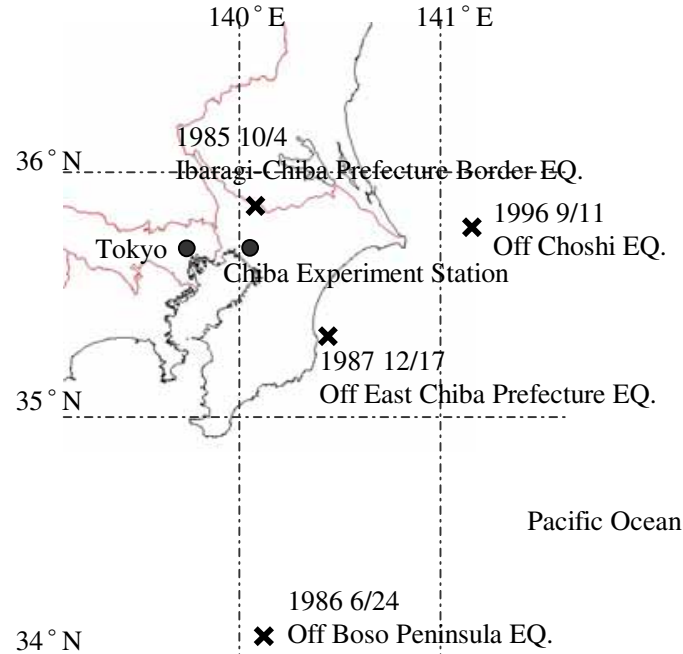 140°E 141°E
1985 10/4
36°N
Ibaragi-Chiba Prefecture Border EQ.
1996 9/11
Off Choshi EQ.
Tokyo
Chiba Experiment Station
1987 12/17
Off East Chiba Prefecture EQ.
35°N
Pacific Ocean
1986 6/24
Off Boso Peninsula EQ.
34°N